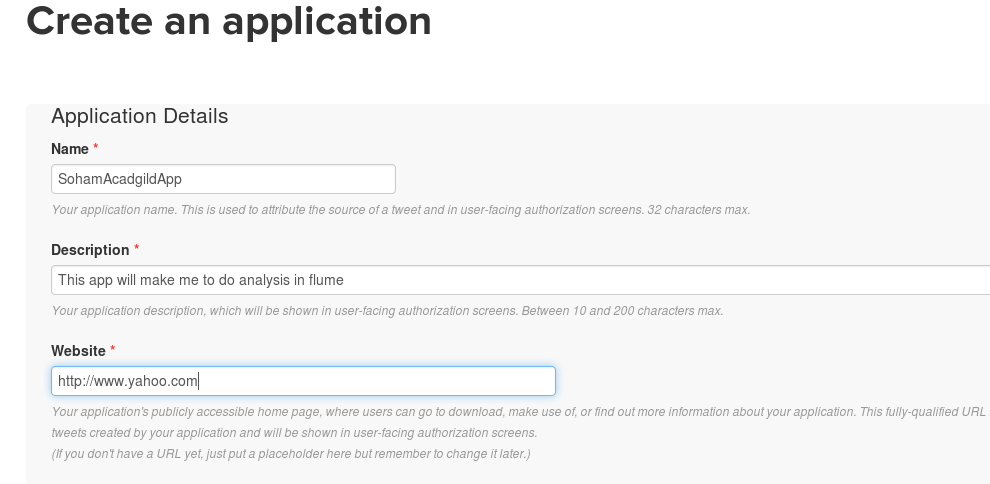 Create an application
Application Details
Name *
SohamAcadgildApp
Your application name. This is used to attribute the source of a tweet and in user-facing authorization screens. 32 characters max.
Description *
This app will make me to do analysis in flume
Your application description, which will be shown in user-facing authorization screens. Between 10 and 200 characters max.
Website *
http://www.yahoo.com
Your application's publicly accessible home page, where users can go to download, make use of, or find out more information about your application. This fully-qualified URL
tweets created by your application and will be shown in user-facing authorization screens.
(If you don't have a URL yet, just put a placeholder here but remember to change it later.)